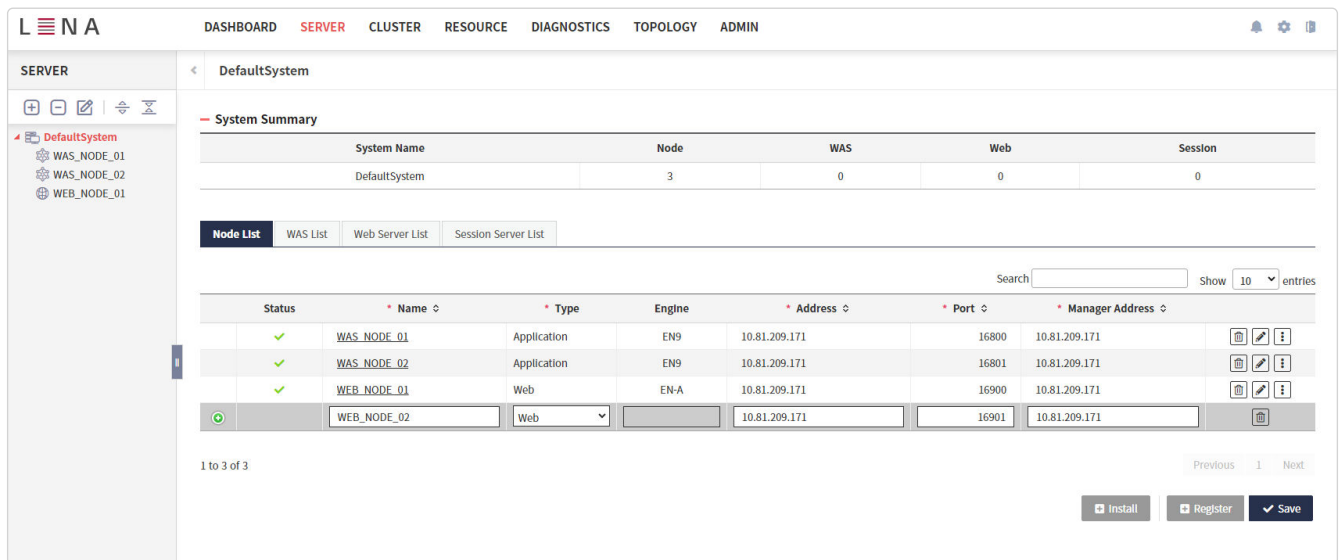 LENA DASHBOARD SERVER CLUSTER RESOURCE DIAGNOSTICS TOPOLOGY ADMIN
SERVER
DefaultSystem
DefaultSystem
WAS_NODE_01
WAS_NODE_02
WEB_NODE_01
System Summary
System Name Node WAS Web Session
DefaultSystem 3 0 0 0
Node List WAS List Web Server List Session Server List
Search Show 10 entries
Status * Name * Type Engine * Address * Port * Manager Address
WAS_NODE_01 Application EN9 10.81.209.171 16800 10.81.209.171
WAS_NODE_02 Application EN9 10.81.209.171 16801 10.81.209.171
WEB_NODE_01 Web EN-A 10.81.209.171 16900 10.81.209.171
WEB_NODE_02 Web 10.81.209.171 16901 10.81.209.171
1 to 3 of 3
Previous 1 Next
Install Register Save